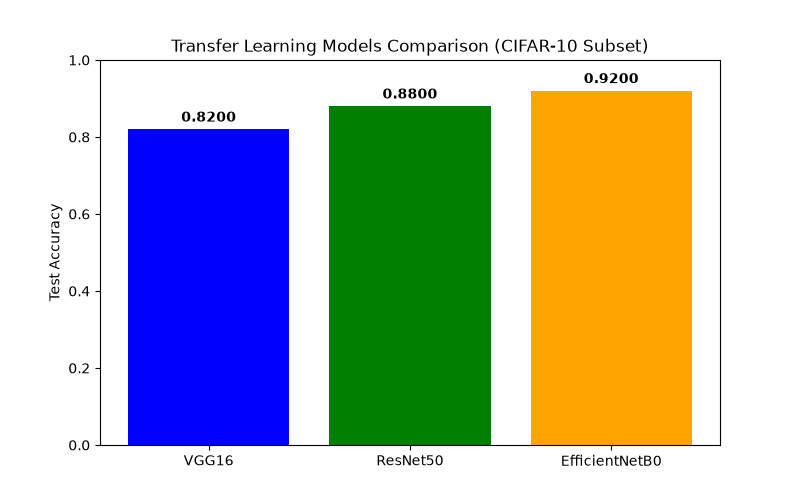 Transfer Learning Models Comparison (CIFAR-10 Subset)
Test Accuracy
1.0
0.8
0.6
0.4
0.2
0.0
0.8200
0.8800
0.9200
VGG16
ResNet50
EfficientNetB0